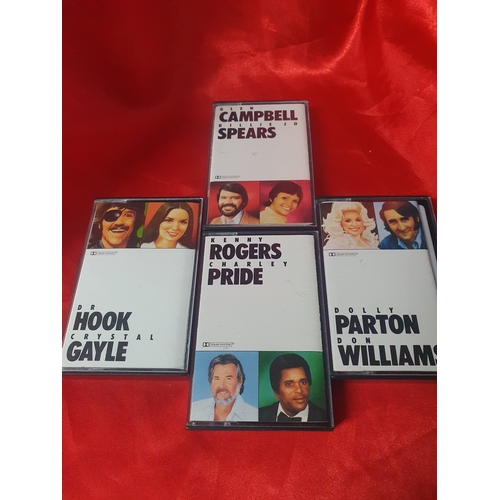 GLEN
CAMPBELL
BILLIE JO
SPEARS
DR
HOOK
CRYSTAL
GAYLE
KENNY
ROGERS
CHARLEY
PRIDE
DOLLY
PARTON
DON
WILLIAMS